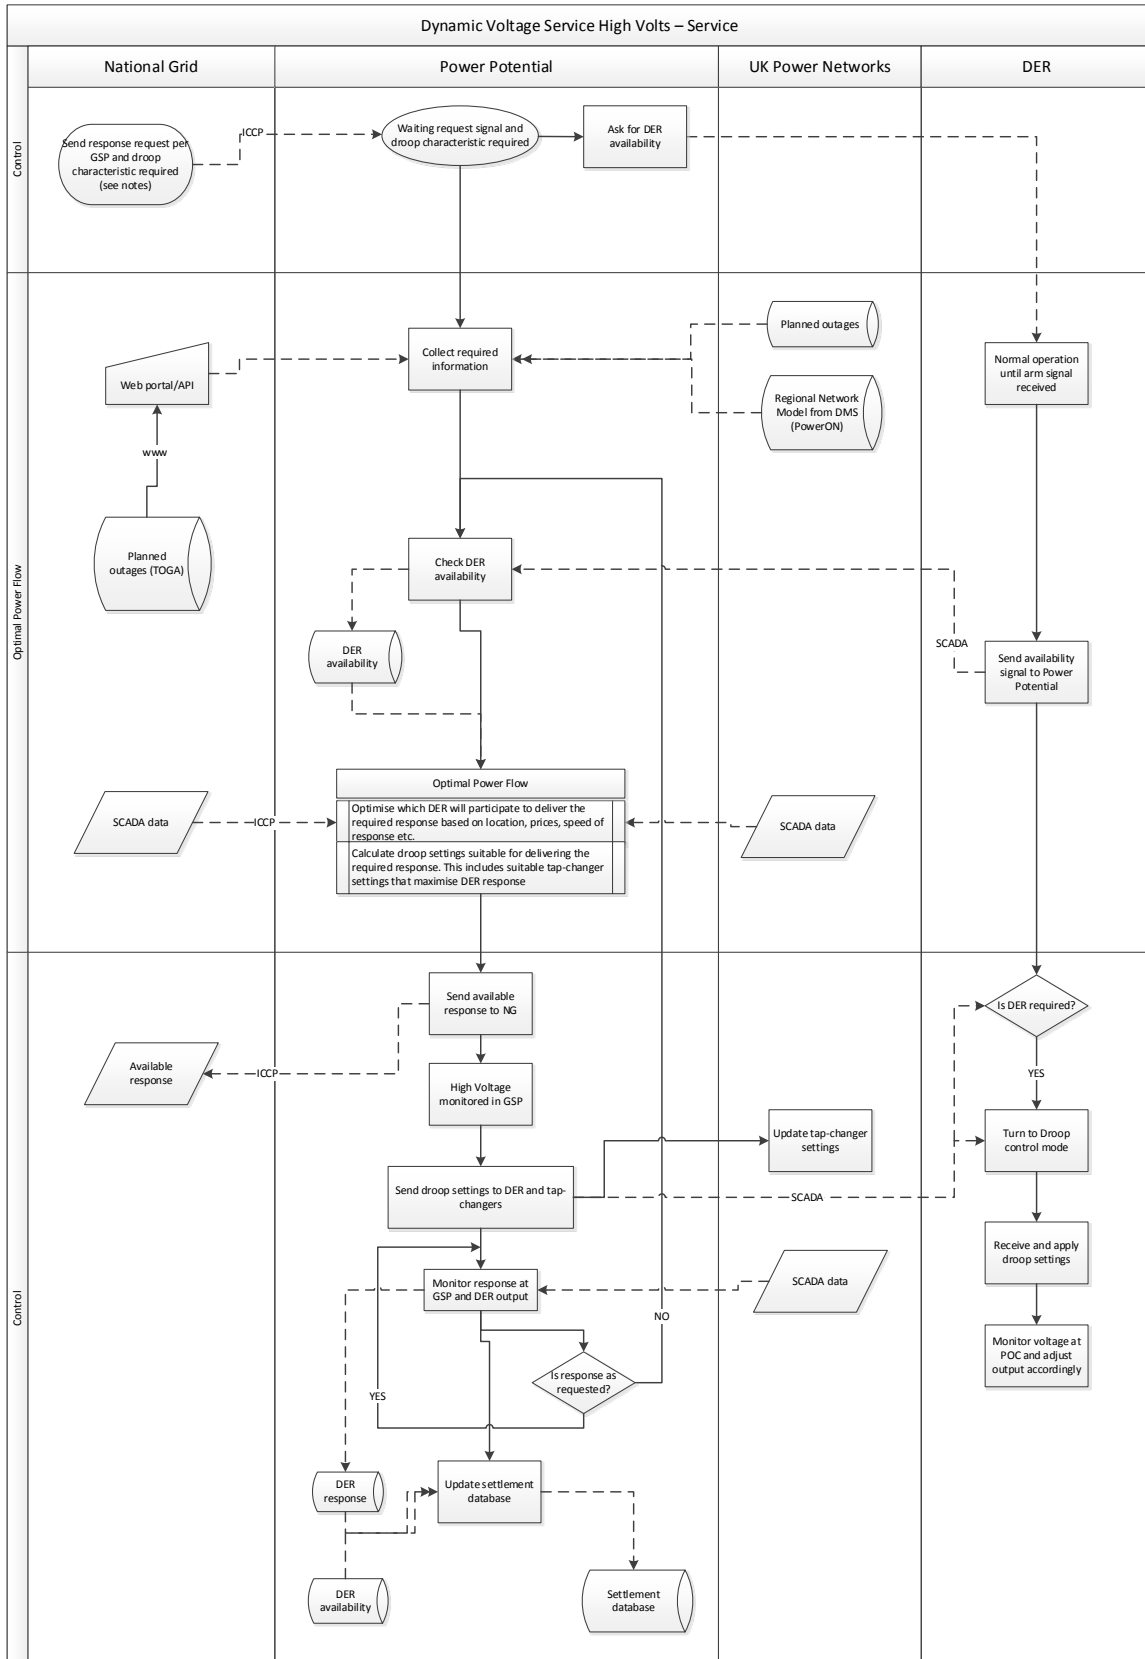 Dynamic Voltage Service High Volts – Service
National Grid
Power Potential
UK Power Networks
DER
Control
Send response request per
GSP and droop
characteristic required
(see notes)
ICCP
Waiting request signal and
droop characteristic required
Ask for DER
availability
Optimal Power Flow
Planned outages
Web portal/API
Collect required
information
Regional Network
Model from DMS
(PowerON)
Normal operation
until arm signal
received
www
Planned
outages (TOGA)
Check DER
availability
DER
availability
SCADA
Send availability
signal to Power
Potential
Optimal Power Flow
SCADA data
ICCP
Optimise which DER will participate to deliver the
required response based on location, prices, speed of
response etc.
Calculate droop settings suitable for delivering the
required response. This includes suitable tap-changer
settings that maximise DER response
SCADA data
Control
Send available
response to NG
Is DER required?
Available
response
ICCP
High Voltage
monitored in GSP
YES
Update tap-changer
settings
Turn to Droop
control mode
Send droop settings to DER and tap-
changers
SCADA
Receive and apply
droop settings
Monitor response at
GSP and DER output
SCADA data
NO
Monitor voltage at
POC and adjust
output accordingly
Is response as
requested?
YES
DER
response
Update settlement
database
DER
availability
Settlement
database